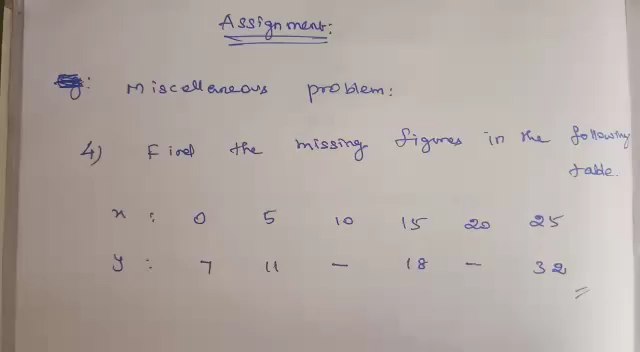 Assignment:
Miscellaneous problem:
4) Find the missing figures in the following
table.
x : 0 5 10 15 20 25
y : 7 11 — 18 — 32